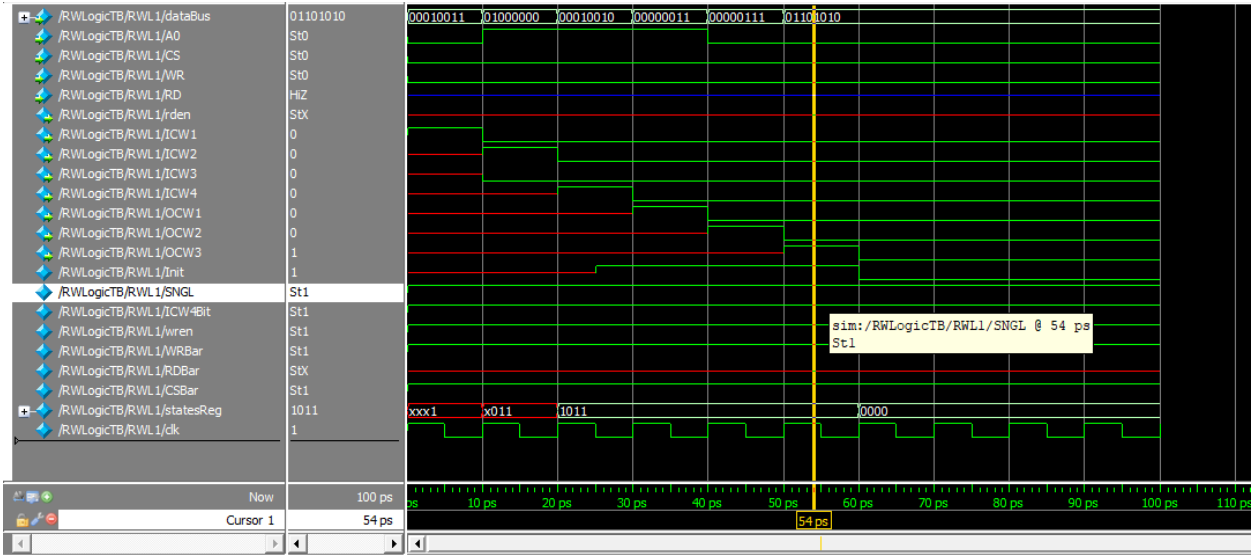 /RWLogicTB/RWL1/dataBus 01101010 00010011 01000000 00010010 00000011 00000111 01101010
/RWLogicTB/RWL1/A0 St0
/RWLogicTB/RWL1/CS St0
/RWLogicTB/RWL1/WR St0
/RWLogicTB/RWL1/RD HiZ
/RWLogicTB/RWL1/rden StX
/RWLogicTB/RWL1/ICW1 0
/RWLogicTB/RWL1/ICW2 0
/RWLogicTB/RWL1/ICW3 0
/RWLogicTB/RWL1/ICW4 0
/RWLogicTB/RWL1/OCW1 0
/RWLogicTB/RWL1/OCW2 0
/RWLogicTB/RWL1/OCW3 1
/RWLogicTB/RWL1/Init 1
/RWLogicTB/RWL1/SNGL St1
/RWLogicTB/RWL1/ICW4Bit St1
/RWLogicTB/RWL1/wren St1
sim:/RWLogicTB/RWL1/SNGL @ 54 ps
/RWLogicTB/RWL1/WRBar St1
St1
/RWLogicTB/RWL1/RDBar StX
/RWLogicTB/RWL1/CSBar St1
/RWLogicTB/RWL1/statesReg 1011 xxx1 x011 1011 0000
/RWLogicTB/RWL1/clk 1
Now 100 ps ps 10 ps 20 ps 30 ps 40 ps 50 ps 60 ps 70 ps 80 ps 90 ps 100 ps 110 ps
Cursor 1 54 ps 54 ps